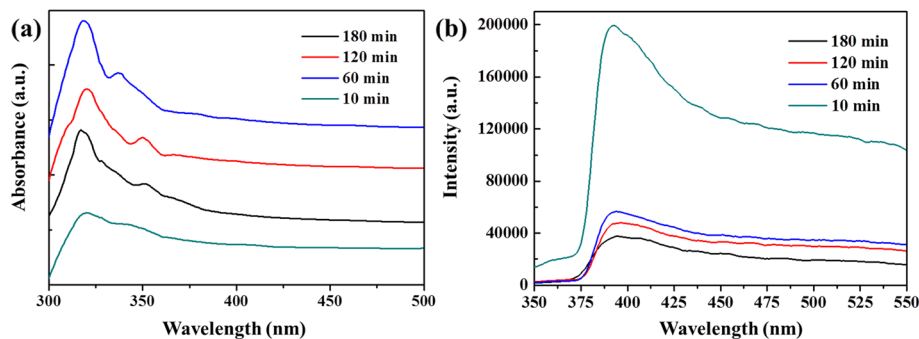 (a)
180 min
120 min
60 min
10 min
Absorbance (a.u.)
300 350 400 450 500
Wavelength (nm)
(b)
180 min
120 min
60 min
10 min
Intensity (a.u.)
200000
160000
120000
80000
40000
0
350 375 400 425 450 475 500 525 550
Wavelength (nm)